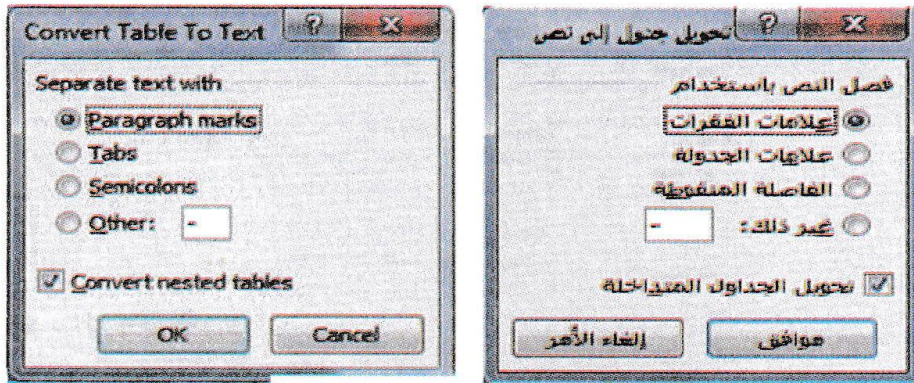 Convert Table To Text
Separate text with
Paragraph marks
Tabs
Semicolons
Other: -
Convert nested tables
OK Cancel
تحويل جدول إلى نص
فصل النص باستخدام
علامات الفقرات
علامات الجدولة
الفاصلة المنقوطة
غير ذلك: -
تحويل الجداول المتداخلة
موافق إلغاء الأمر